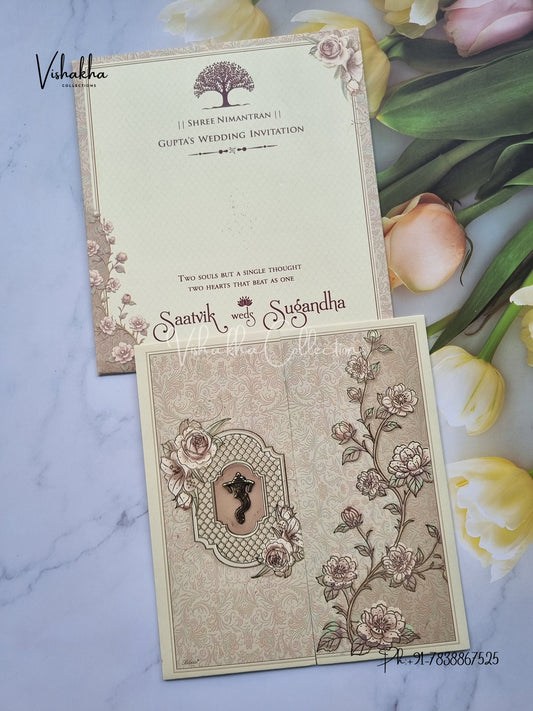 Vishakha
COLLECTIONS
|| SHREE NIMANTRAN ||
GUPTA'S WEDDING INVITATION
TWO SOULS BUT A SINGLE THOUGHT
TWO HEARTS THAT BEAT AS ONE
Saatvik weds Sugandha
Vishakha Collection
Ph:+91-7838867525